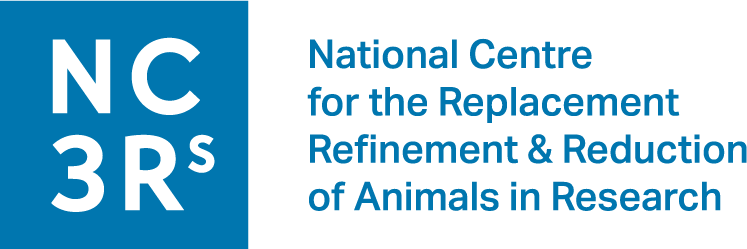 NC
3Rs
National Centre
for the Replacement
Refinement & Reduction
of Animals in Research